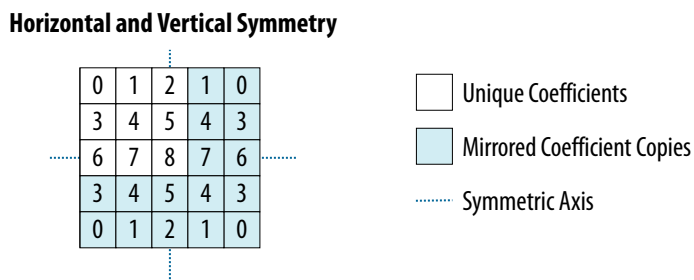 Horizontal and Vertical Symmetry
0 1 2 1 0
3 4 5 4 3
6 7 8 7 6
3 4 5 4 3
0 1 2 1 0
Unique Coefficients
Mirrored Coefficient Copies
Symmetric Axis